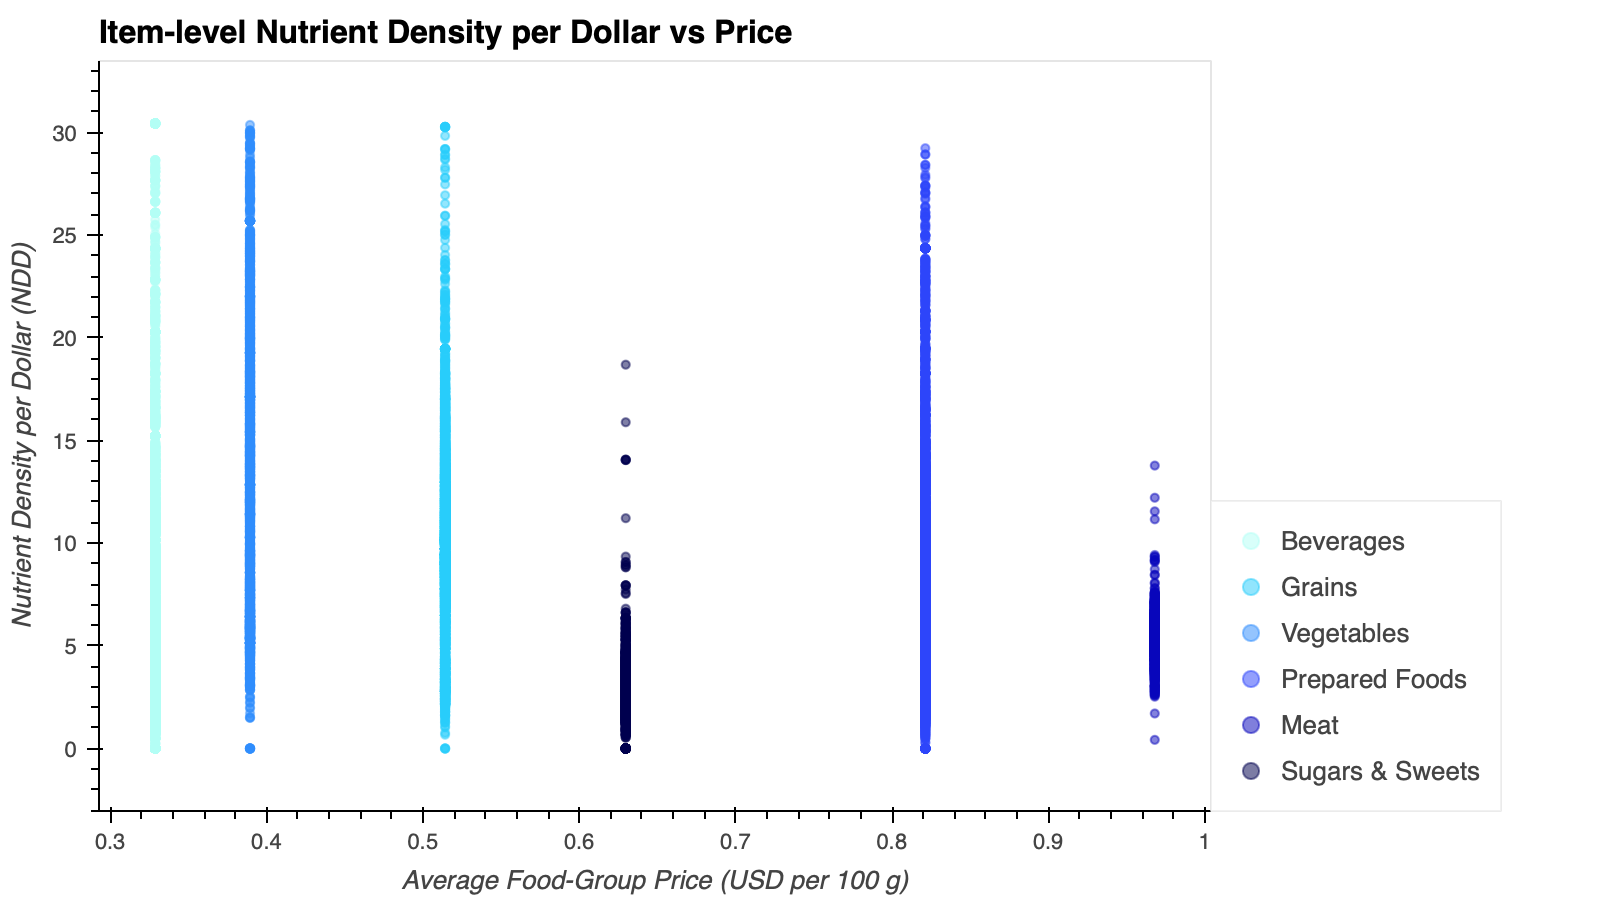 Item-level Nutrient Density per Dollar vs Price
Nutrient Density per Dollar (NDD)
30
25
20
15
10
5
0
0.3
0.4
0.5
0.6
0.7
0.8
0.9
1
Average Food-Group Price (USD per 100 g)
Beverages
Grains
Vegetables
Prepared Foods
Meat
Sugars & Sweets